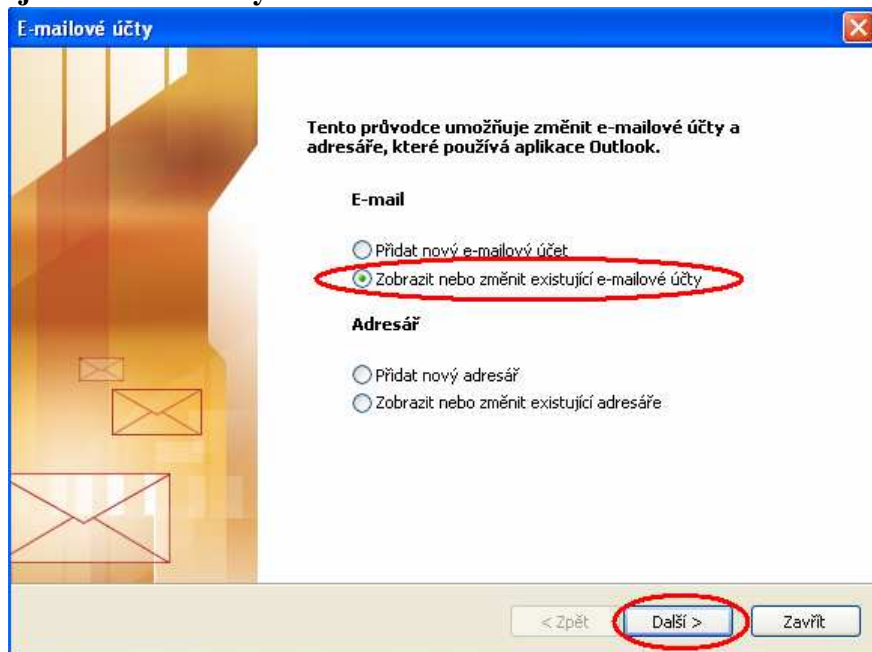 E-mailové účty
Tento průvodce umožňuje změnit e-mailové účty a
adresáře, které používá aplikace Outlook.
E-mail
Přidat nový e-mailový účet
Zobrazit nebo změnit existující e-mailové účty
Adresář
Přidat nový adresář
Zobrazit nebo změnit existující adresáře
< Zpět
Další >
Zavřít